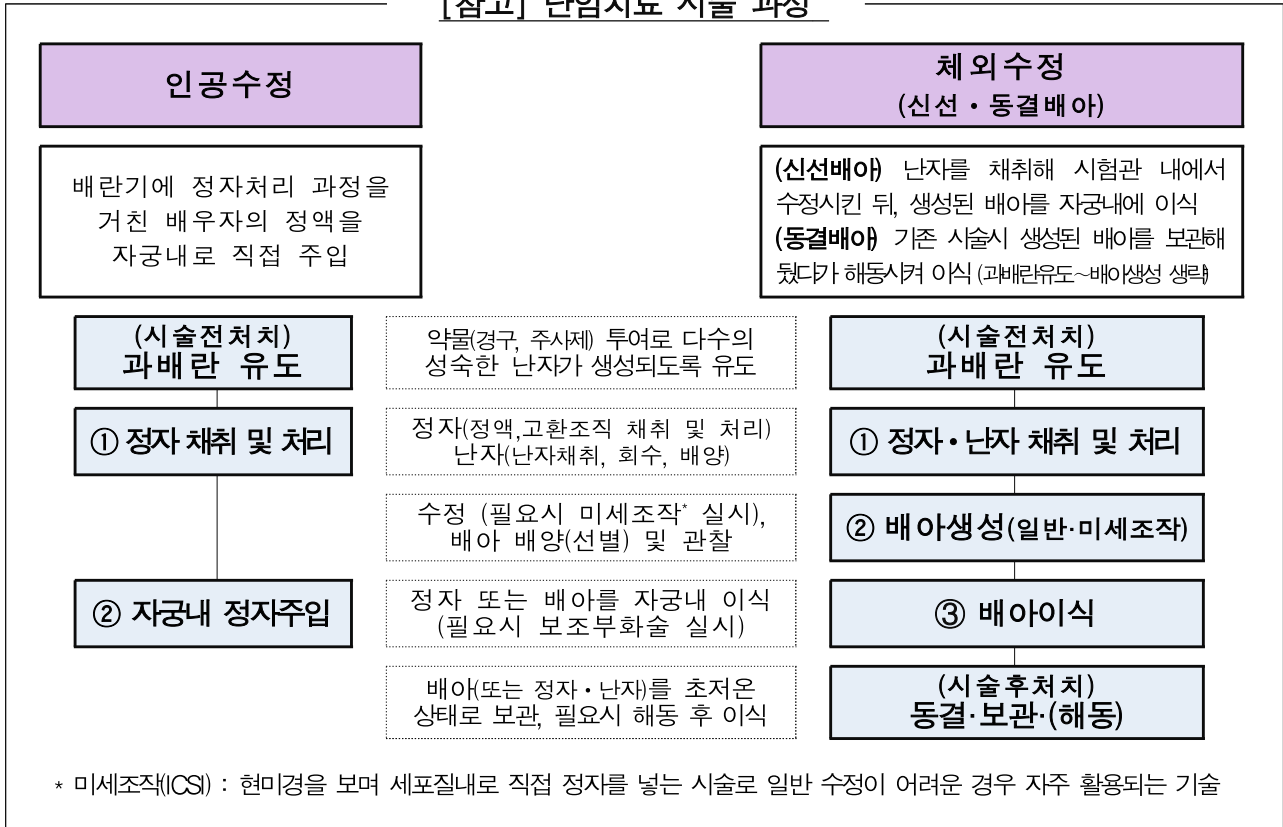 [참고] 난임치료 시술 과정
인공수정
체외수정
(신선・동결배아)
배란기에 정자처리 과정을
거친 배우자의 정액을
자궁내로 직접 주입
(신선배아) 난자를 채취해 시험관 내에서
수정시킨 뒤, 생성된 배아를 자궁내에 이식
(동결배아) 기존 시술시 생성된 배아를 보관해
뒀다가 해동시켜 이식 (과배란유도~배아생성 생략)
(시술전처치)
과배란 유도
약물(경구, 주사제) 투여로 다수의
성숙한 난자가 생성되도록 유도
(시술전처치)
과배란 유도
① 정자 채취 및 처리
정자(정액,고환조직 채취 및 처리)
난자(난자채취, 회수, 배양)
① 정자・난자 채취 및 처리
수정 (필요시 미세조작* 실시),
배아 배양(선별) 및 관찰
② 배아생성(일반·미세조작)
② 자궁내 정자주입
정자 또는 배아를 자궁내 이식
(필요시 보조부화술 실시)
③ 배아이식
배아(또는 정자・난자)를 초저온
상태로 보관, 필요시 해동 후 이식
(시술후처치)
동결·보관·(해동)
* 미세조작(ICSI) : 현미경을 보며 세포질내로 직접 정자를 넣는 시술로 일반 수정이 어려운 경우 자주 활용되는 기술